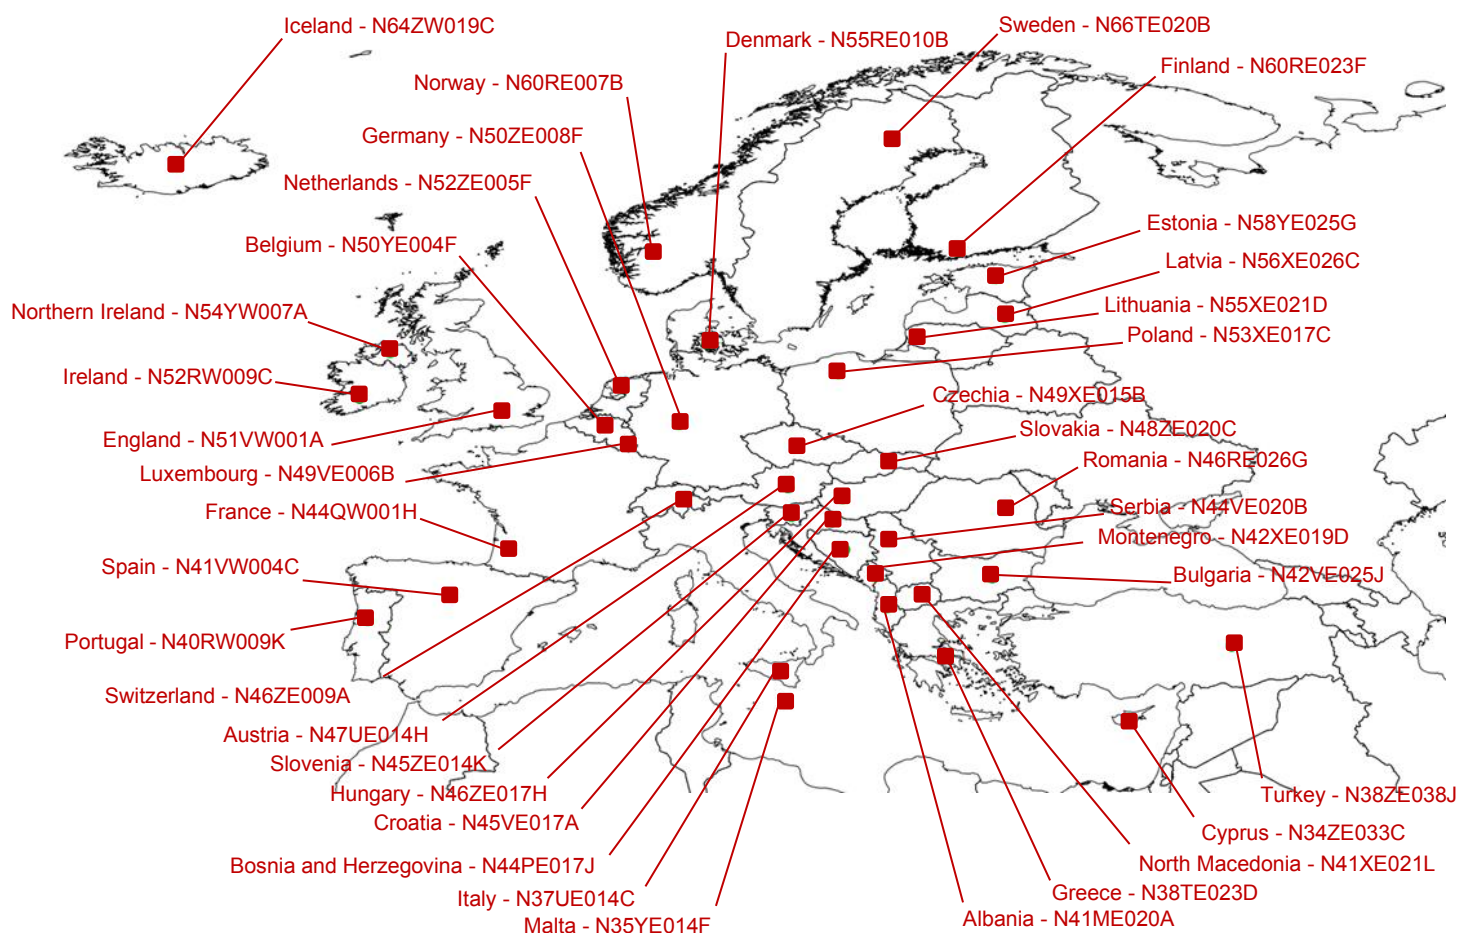 Iceland - N64ZW019C
Sweden - N66TE020B
Denmark - N55RE010B
Finland - N60RE023F
Norway - N60RE007B
Germany - N50ZE008F
Netherlands - N52ZE005F
Estonia - N58YE025G
Belgium - N50YE004F
Latvia - N56XE026C
Lithuania - N55XE021D
Northern Ireland - N54YW007A
Poland - N53XE017C
Ireland - N52RW009C
Czechia - N49XE015B
England - N51VW001A
Slovakia - N48ZE020C
Luxembourg - N49VE006B
Romania - N46RE026G
France - N44QW001H
Serbia - N44VE020B
Montenegro - N42XE019D
Spain - N41VW004C
Bulgaria - N42VE025J
Portugal - N40RW009K
Switzerland - N46ZE009A
Austria - N47UE014H
Slovenia - N45ZE014K
Hungary - N46ZE017H
Turkey - N38ZE038J
Croatia - N45VE017A
Cyprus - N34ZE033C
Bosnia and Herzegovina - N44PE017J
North Macedonia - N41XE021L
Italy - N37UE014C
Greece - N38TE023D
Malta - N35YE014F
Albania - N41ME020A